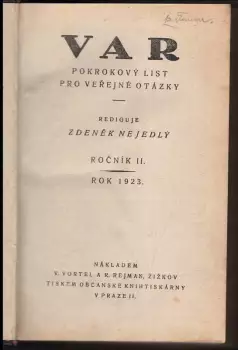 VAR
POKROKOVÝ LIST
PRO VEŘEJNÉ OTÁZKY
REDIGUJE
ZDENĚK NEJEDLÝ
ROČNÍK II.
ROK 1923.
NÁKLADEM
V. FORTEL A R. REJMAN, ŽIŽKOV
TISKEM OBČANSKÉ KNIHTISKÁRNY
V PRAZE II.